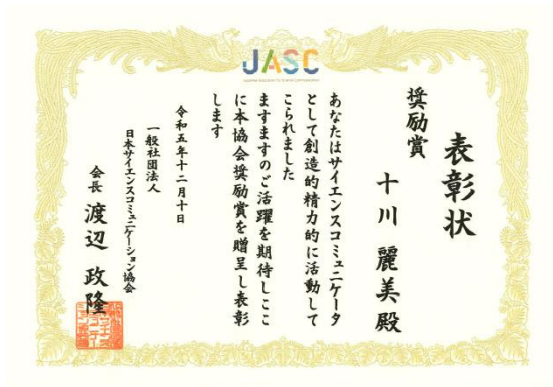 JASC
表彰状
奨励賞
十川 麗美殿
あなたはサイエンスコミュニケータ
として創造的精力的に活動して
こられました
ますますのご活躍を期待しここ
に本協会奨励賞を贈呈し表彰
します
令和五年十二月十日
一般社団法人
日本サイエンスコミュニケーション協会
会長 渡辺 政隆